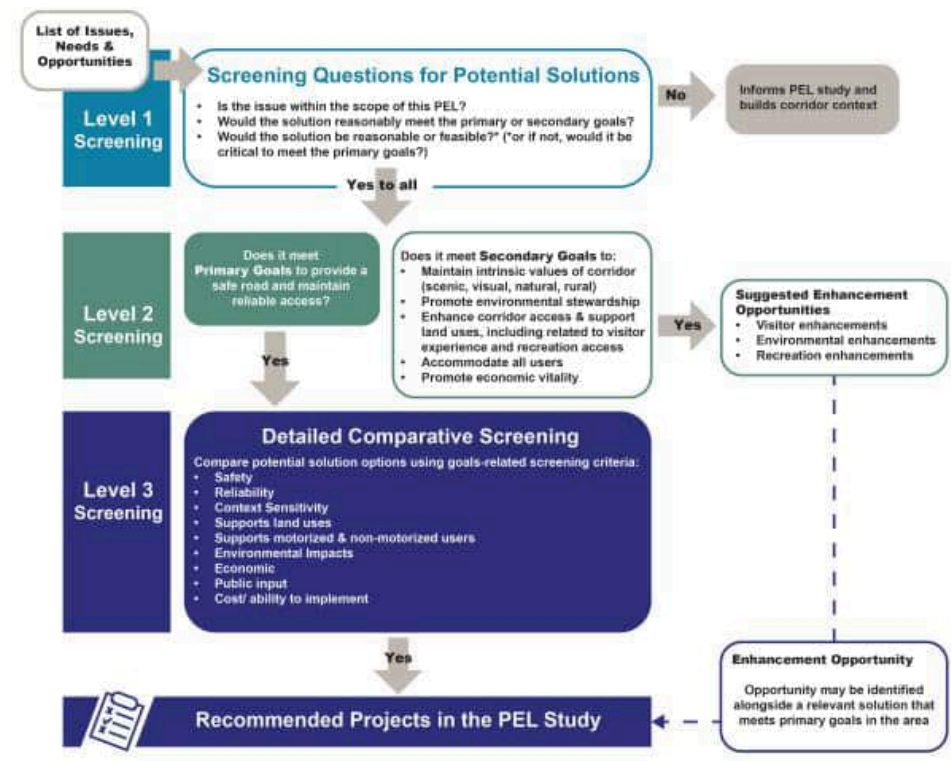 List of Issues,
Needs &
Opportunities
Level 1
Screening
Screening Questions for Potential Solutions
• Is the issue within the scope of this PEL?
• Would the solution reasonably meet the primary or secondary goals?
• Would the solution be reasonable or feasible?* (*or if not, would it be
critical to meet the primary goals?)
No
Informs PEL study and
builds corridor context
Yes to all
Level 2
Screening
Does it meet
Primary Goals to provide a
safe road and maintain
reliable access?
Does it meet Secondary Goals to:
• Maintain intrinsic values of corridor
(scenic, visual, natural, rural)
• Promote environmental stewardship
• Enhance corridor access & support
land uses, including related to visitor
experience and recreation access
• Accommodate all users
• Promote economic vitality
Yes
Suggested Enhancement
Opportunities
• Visitor enhancements
• Environmental enhancements
• Recreation enhancements
Yes
Level 3
Screening
Detailed Comparative Screening
Compare potential solution options using goals-related screening criteria:
• Safety
• Reliability
• Context Sensitivity
• Supports land uses
• Supports motorized & non-motorized users
• Environmental Impacts
• Economic
• Public input
• Cost/ ability to implement
Yes
Enhancement Opportunity
Opportunity may be identified
alongside a relevant solution that
meets primary goals in the area
Recommended Projects in the PEL Study